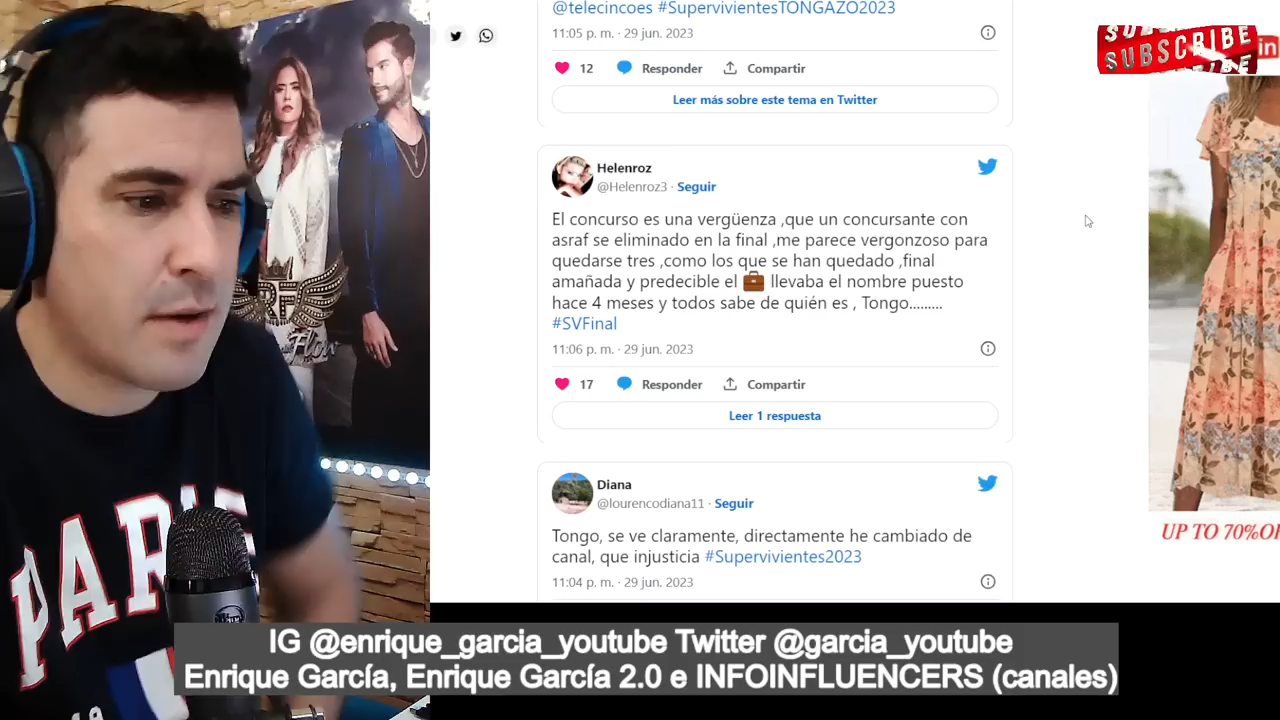 @telecincoes #SupervivientesTONGAZO2023
11:05 p. m. · 29 jun. 2023
12 Responder Compartir
Leer más sobre este tema en Twitter
SUBSCRIBE
in
Helenroz
@Helenroz3 · Seguir
El concurso es una vergüenza ,que un concursante con
asraf se eliminado en la final ,me parece vergonzoso para
quedarse tres ,como los que se han quedado ,final
amañada y predecible el 💼 llevaba el nombre puesto
hace 4 meses y todos sabe de quién es , Tongo.........
#SVFinal
11:06 p. m. · 29 jun. 2023
17 Responder Compartir
Leer 1 respuesta
Diana
@lourencodiana11 · Seguir
Tongo, se ve claramente, directamente he cambiado de
canal, que injusticia #Supervivientes2023
11:04 p. m. · 29 jun. 2023
UP TO 70%
RF
Flow
PARIS
IG @enrique_garcia_youtube Twitter @garcia_youtube
Enrique García, Enrique García 2.0 e INFOINFLUENCERS (canales)